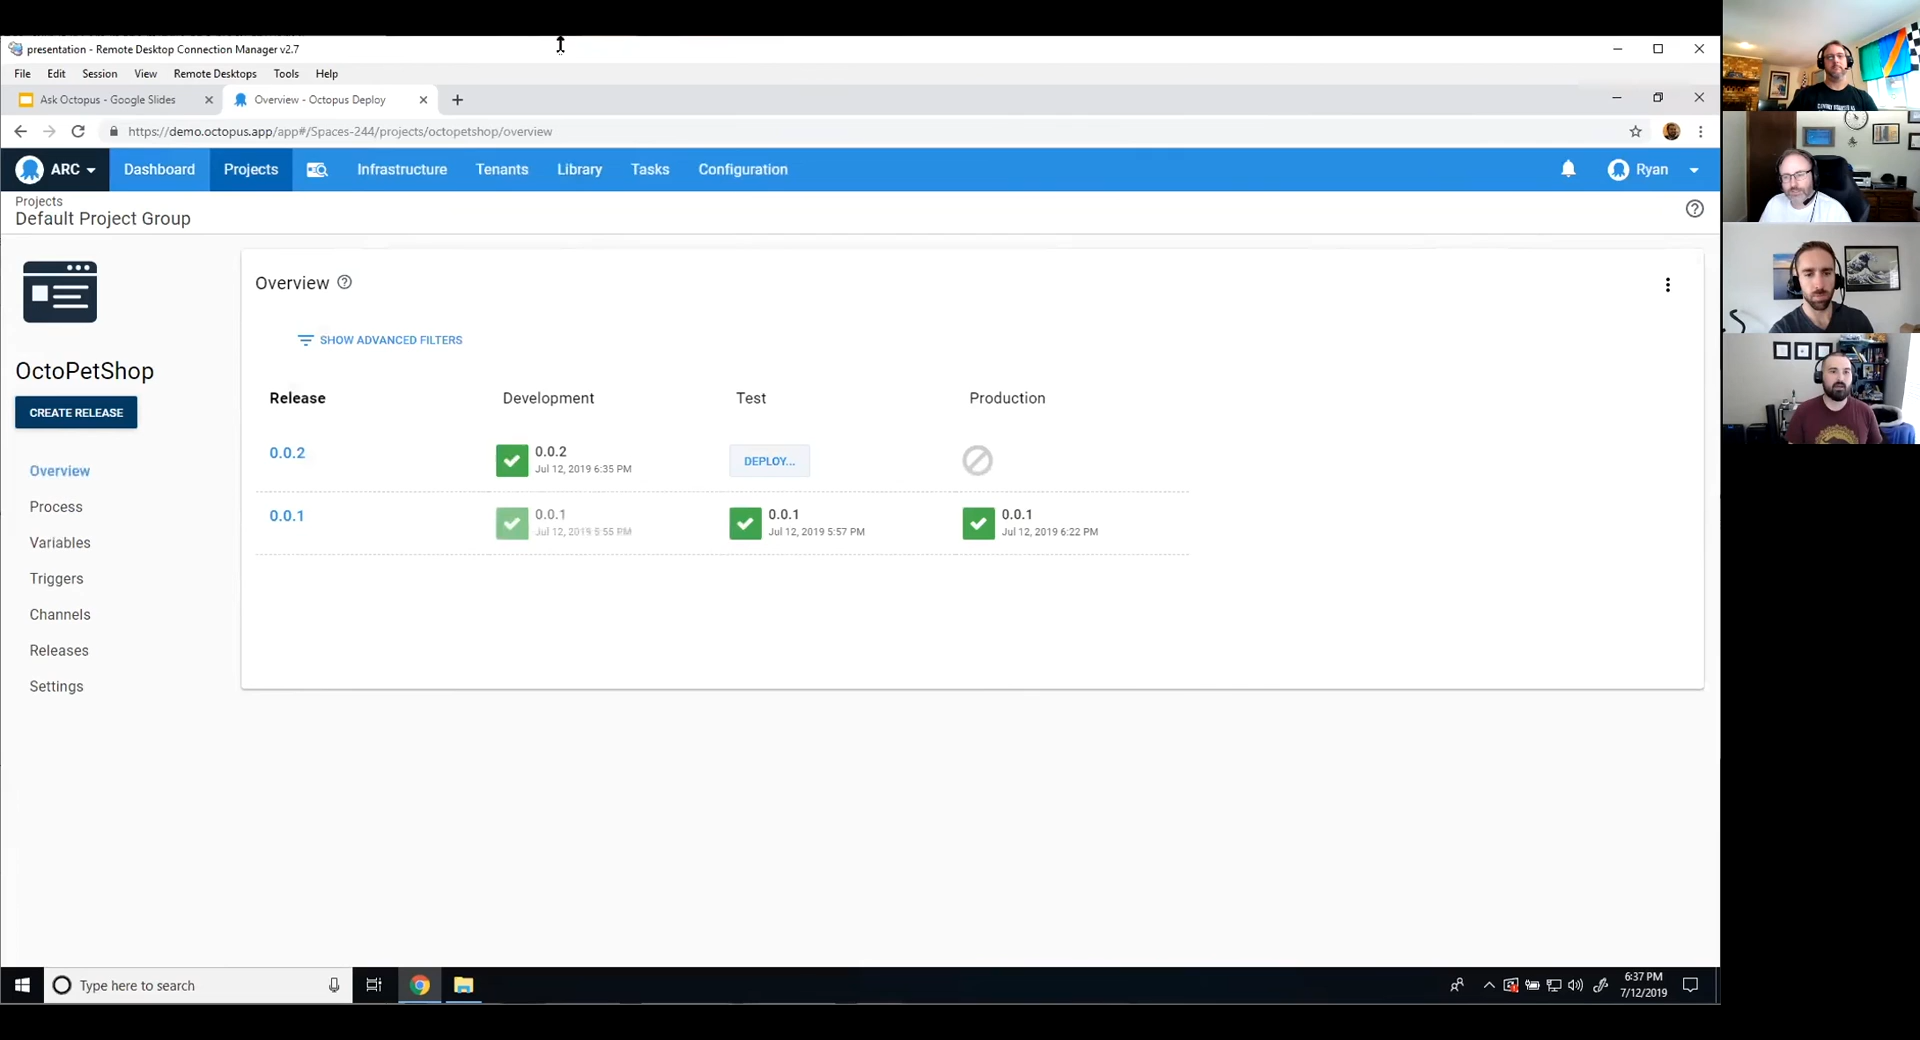 presentation - Remote Desktop Connection Manager v2.7
File Edit Session View Remote Desktops Tools Help
Ask Octopus - Google Slides
Overview - Octopus Deploy
https://demo.octopus.app/app#/Spaces-244/projects/octopetshop/overview
ARC Dashboard Projects Infrastructure Tenants Library Tasks Configuration Ryan
Projects
Default Project Group
Overview
SHOW ADVANCED FILTERS
OctoPetShop
CREATE RELEASE
Overview
Process
Variables
Triggers
Channels
Releases
Settings
Release Development Test Production
0.0.2 0.0.2 DEPLOY...
Jul 12, 2019 6:35 PM
0.0.1 0.0.1 0.0.1 0.0.1
Jul 12, 2019 5:55 PM Jul 12, 2019 5:57 PM Jul 12, 2019 6:22 PM
Type here to search
6:37 PM
7/12/2019